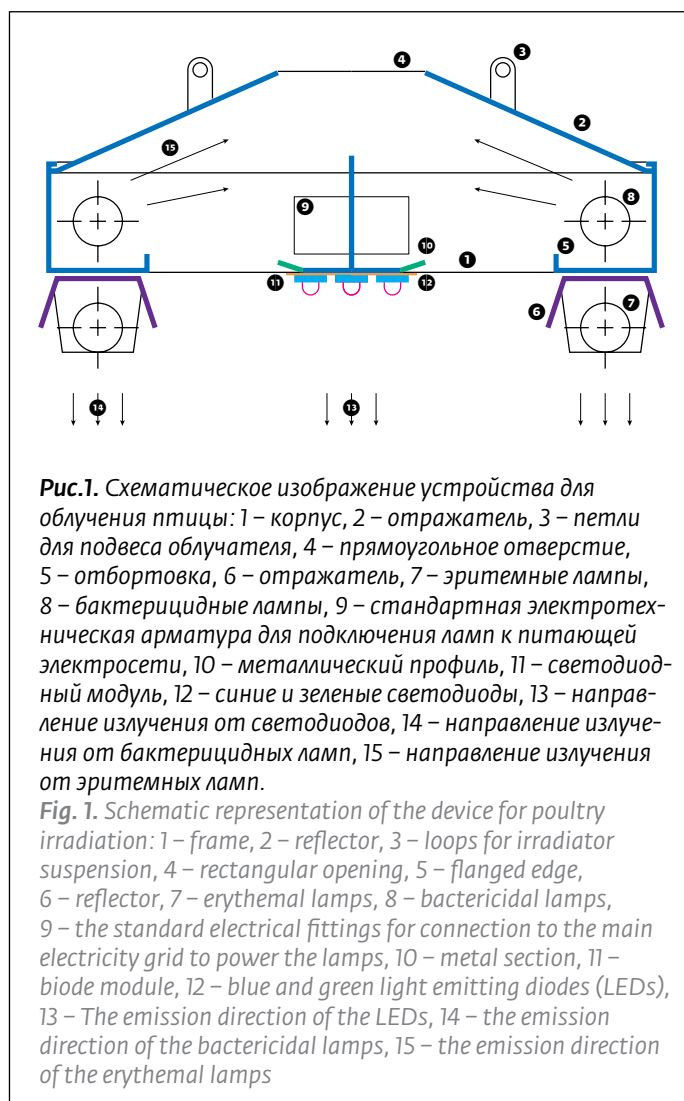 4
3
2
15
9
8
10
5
1
11
12
6
7
14
13
Рис.1. Схематическое изображение устройства для
облучения птицы: 1 – корпус, 2 – отражатель, 3 – петли
для подвеса облучателя, 4 – прямоугольное отверстие,
5 – отбортовка, 6 – отражатель, 7 – эритемные лампы,
8 – бактерицидные лампы, 9 – стандартная электротех-
ническая арматура для подключения ламп к питающей
электросети, 10 – металлический профиль, 11 – светодиод-
ный модуль, 12 – синие и зеленые светодиоды, 13 – направ-
ление излучения от светодиодов, 14 – направление излуче-
ния от бактерицидных ламп, 15 – направление излучения
от эритемных ламп.
Fig. 1. Schematic representation of the device for poultry
irradiation: 1 – frame, 2 – reflector, 3 – loops for irradiator
suspension, 4 – rectangular opening, 5 – flanged edge,
6 – reflector, 7 – erythemal lamps, 8 – bactericidal lamps,
9 – the standard electrical fittings for connection to the main
electricity grid to power the lamps, 10 – metal section, 11 –
biode module, 12 – blue and green light emitting diodes (LEDs),
13 – The emission direction of the LEDs, 14 – the emission
direction of the bactericidal lamps, 15 – the emission direction
of the erythemal lamps